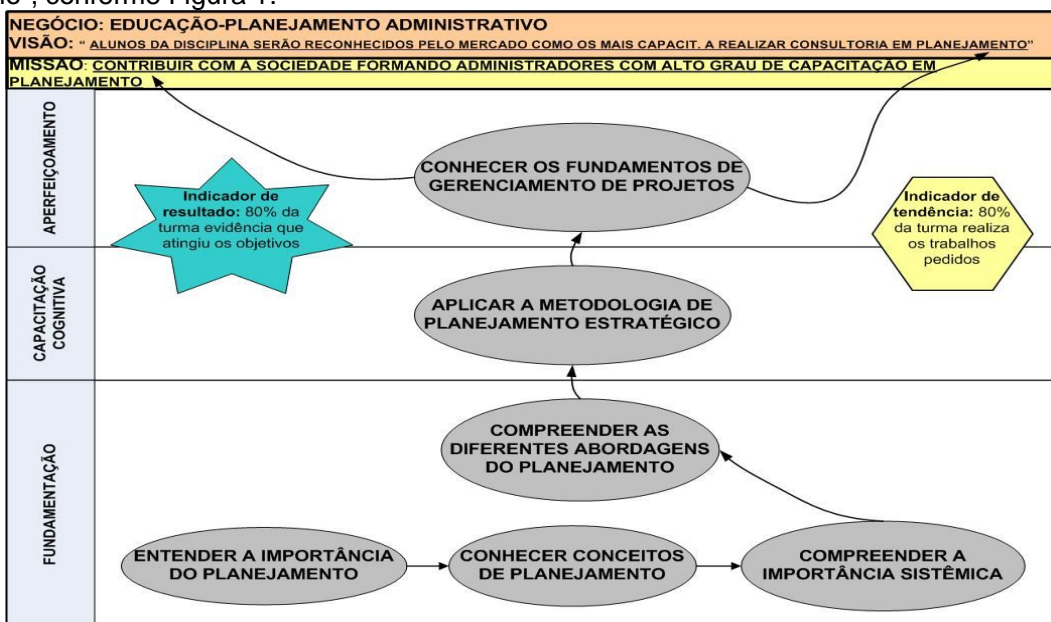 NEGÓCIO: EDUCAÇÃO-PLANEJAMENTO ADMINISTRATIVO
VISÃO: “ ALUNOS DA DISCIPLINA SERÃO RECONHECIDOS PELO MERCADO COMO OS MAIS CAPACIT. A REALIZAR CONSULTORIA EM PLANEJAMENTO”
MISSÃO: CONTRIBUIR COM A SOCIEDADE FORMANDO ADMINISTRADORES COM ALTO GRAU DE CAPACITAÇÃO EM
PLANEJAMENTO
APERFEIÇOAMENTO
CONHECER OS FUNDAMENTOS DE
GERENCIAMENTO DE PROJETOS
Indicador de
resultado: 80% da
turma evidência que
atingiu os objetivos
Indicador de
tendência: 80%
da turma realiza
os trabalhos
pedidos
CAPACITAÇÃO
COGNITIVA
APLICAR A METODOLOGIA DE
PLANEJAMENTO ESTRATÉGICO
FUNDAMENTAÇÃO
COMPREENDER AS
DIFERENTES ABORDAGENS
DO PLANEJAMENTO
ENTENDER A IMPORTÂNCIA
DO PLANEJAMENTO
CONHECER CONCEITOS
DE PLANEJAMENTO
COMPREENDER A
IMPORTÂNCIA SISTÊMICA